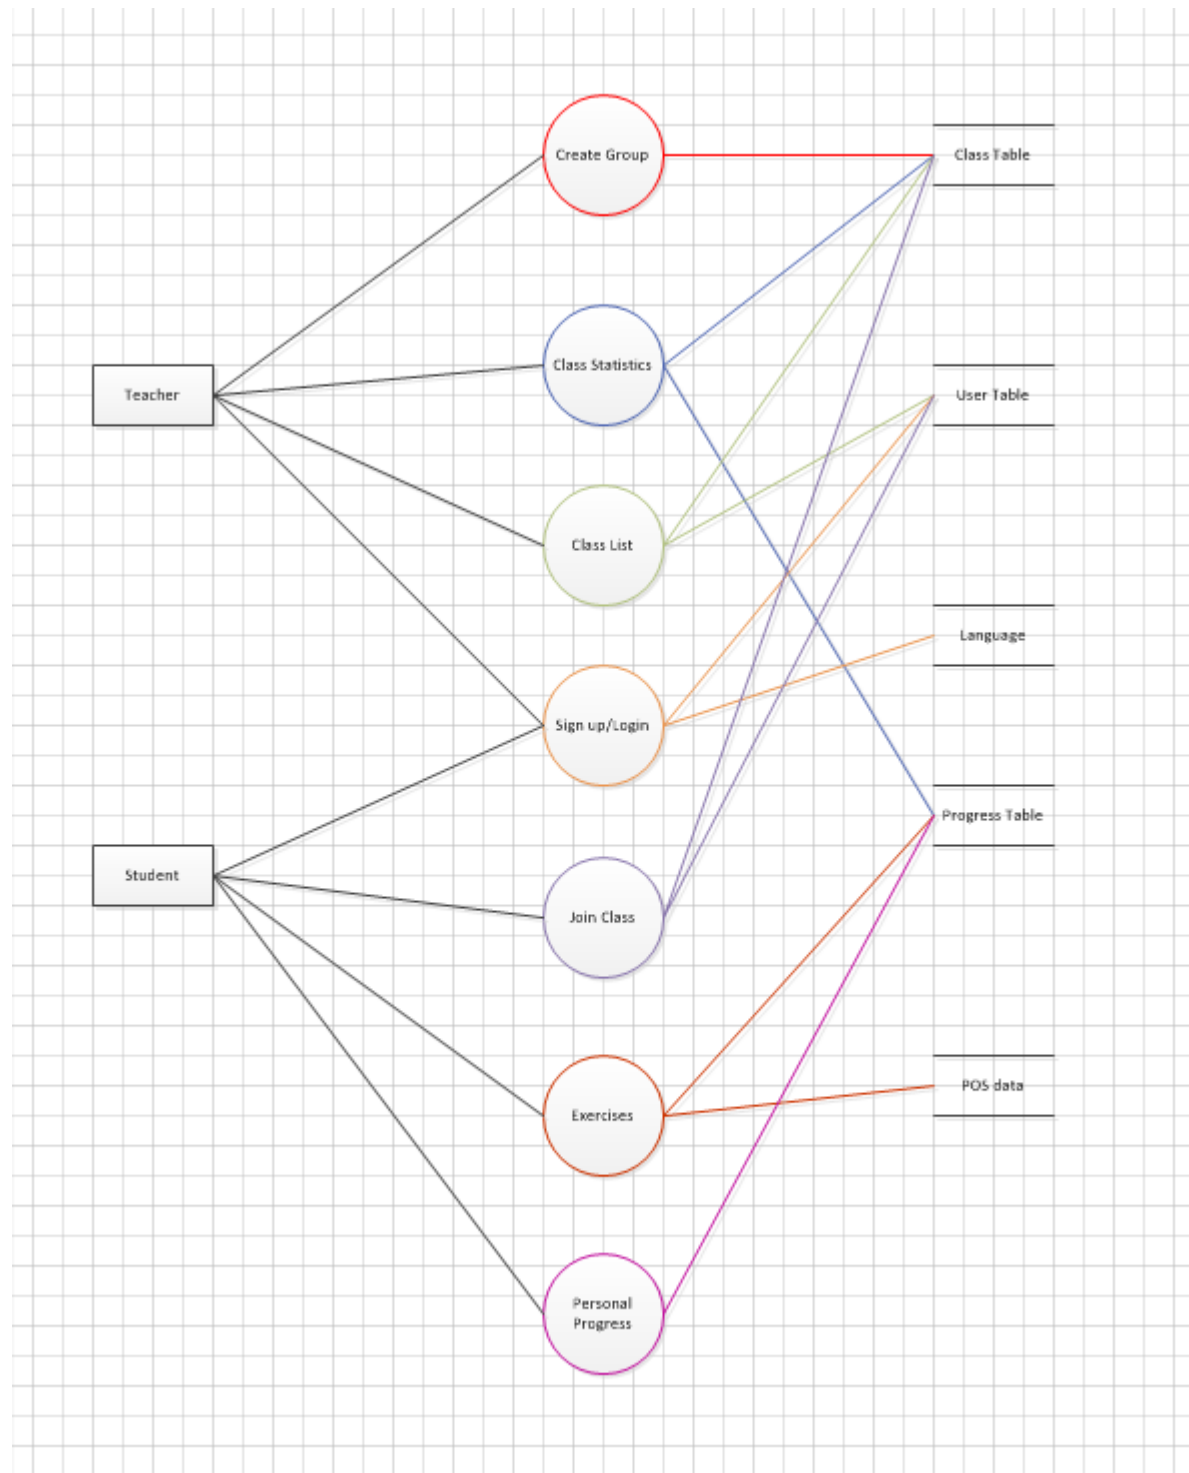 Create Group
Class Table
Class Statistics
Teacher
User Table
Class List
Language
Sign up/Login
Progress Table
Student
Join Class
POS data
Exercises
Personal
Progress